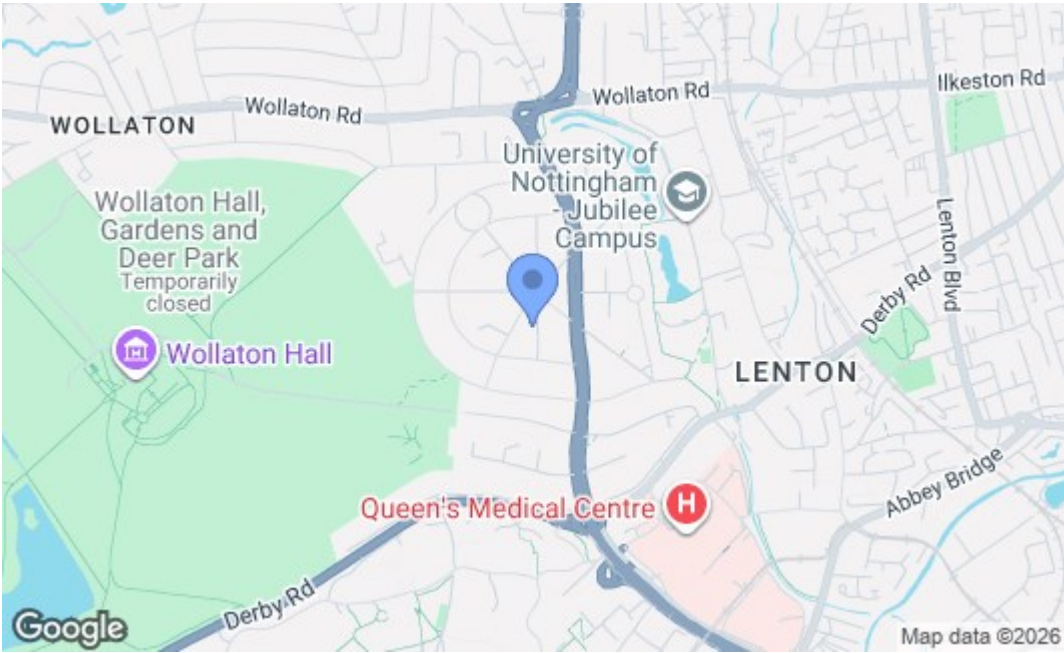 Ilkeston Rd
Wollaton Rd
Wollaton Rd
WOLLATON
University of
Nottingham
- Jubilee
Campus
Wollaton Hall,
Gardens and
Deer Park
Temporarily
closed
Lenton Blvd
Derby Rd
Wollaton Hall
LENTON
Abbey Bridge
Queen's Medical Centre
H
Derby Rd
Google
Map data ©2026